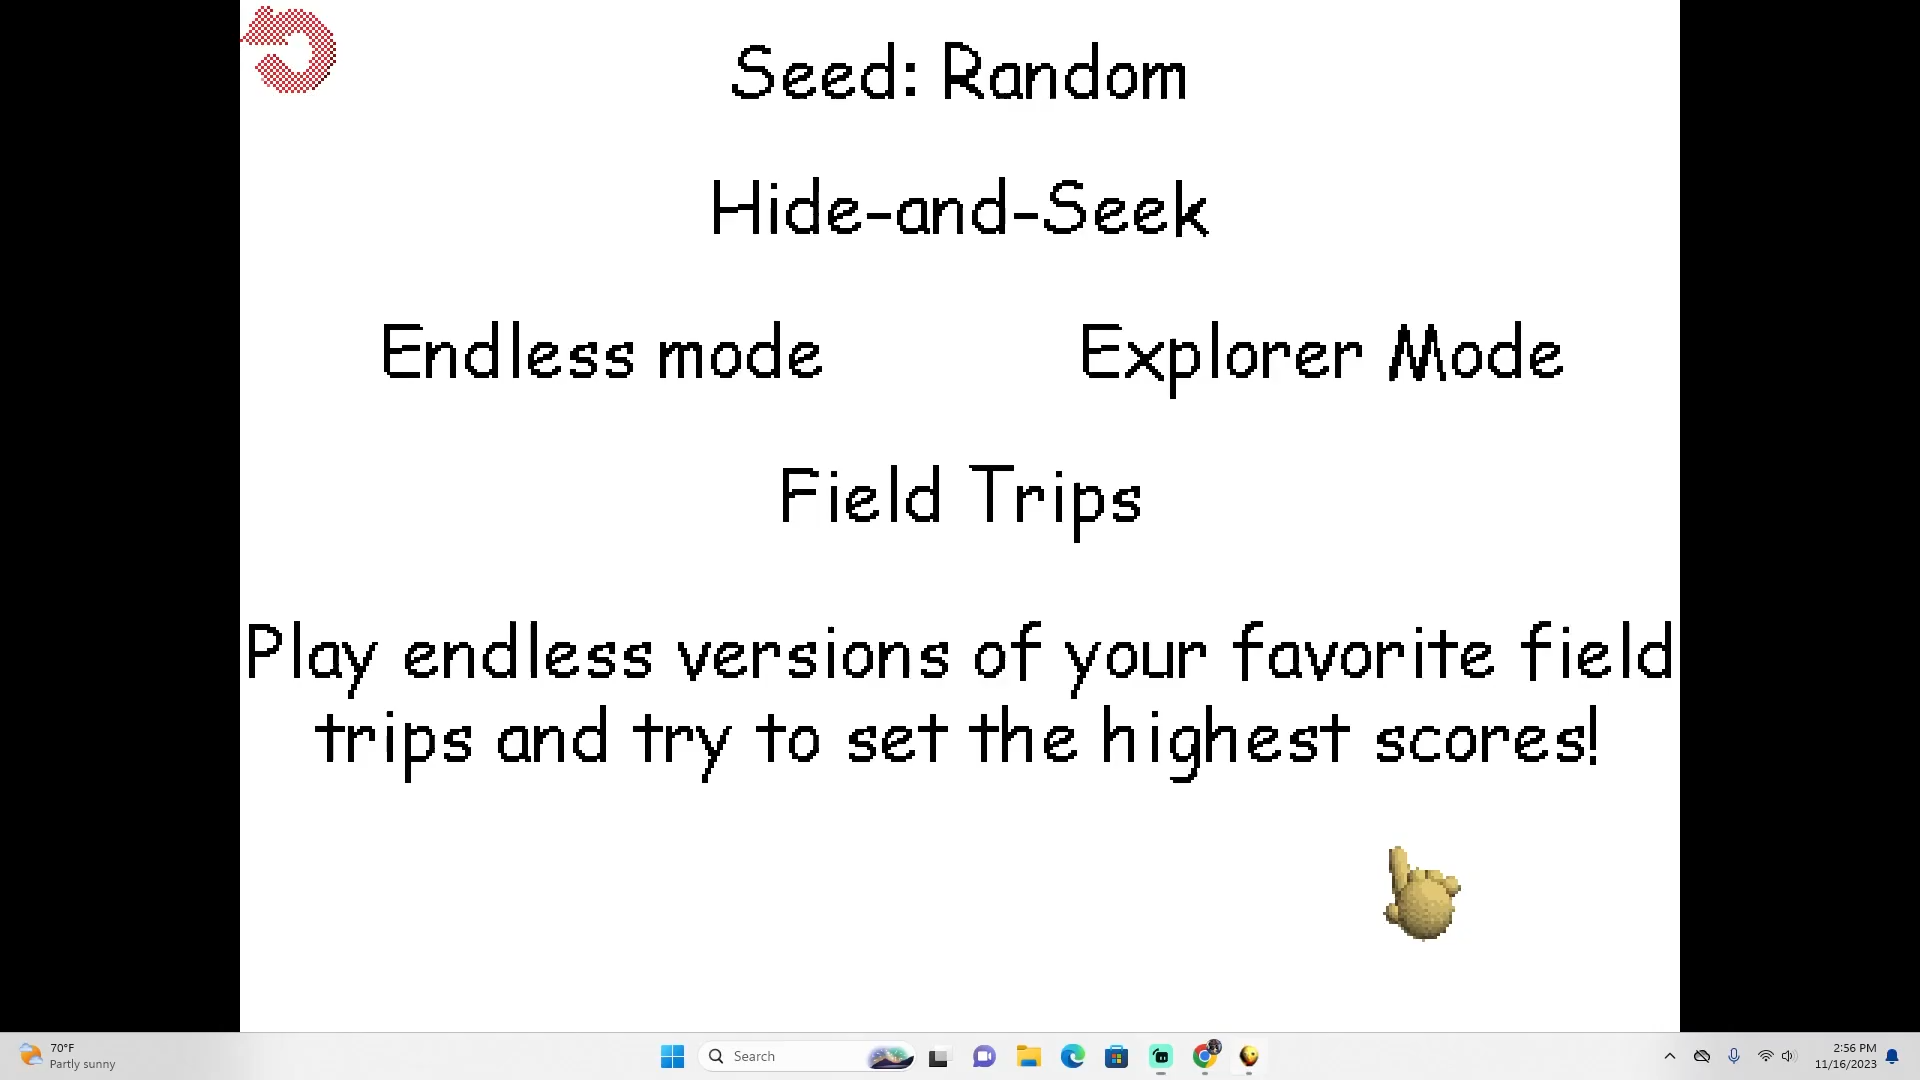 Seed: Random
Hide-and-Seek
Endless mode
Explorer Mode
Field Trips
Play endless versions of your favorite field
trips and try to set the highest scores!
70°F
Partly sunny
Search
2:56 PM
11/16/2023